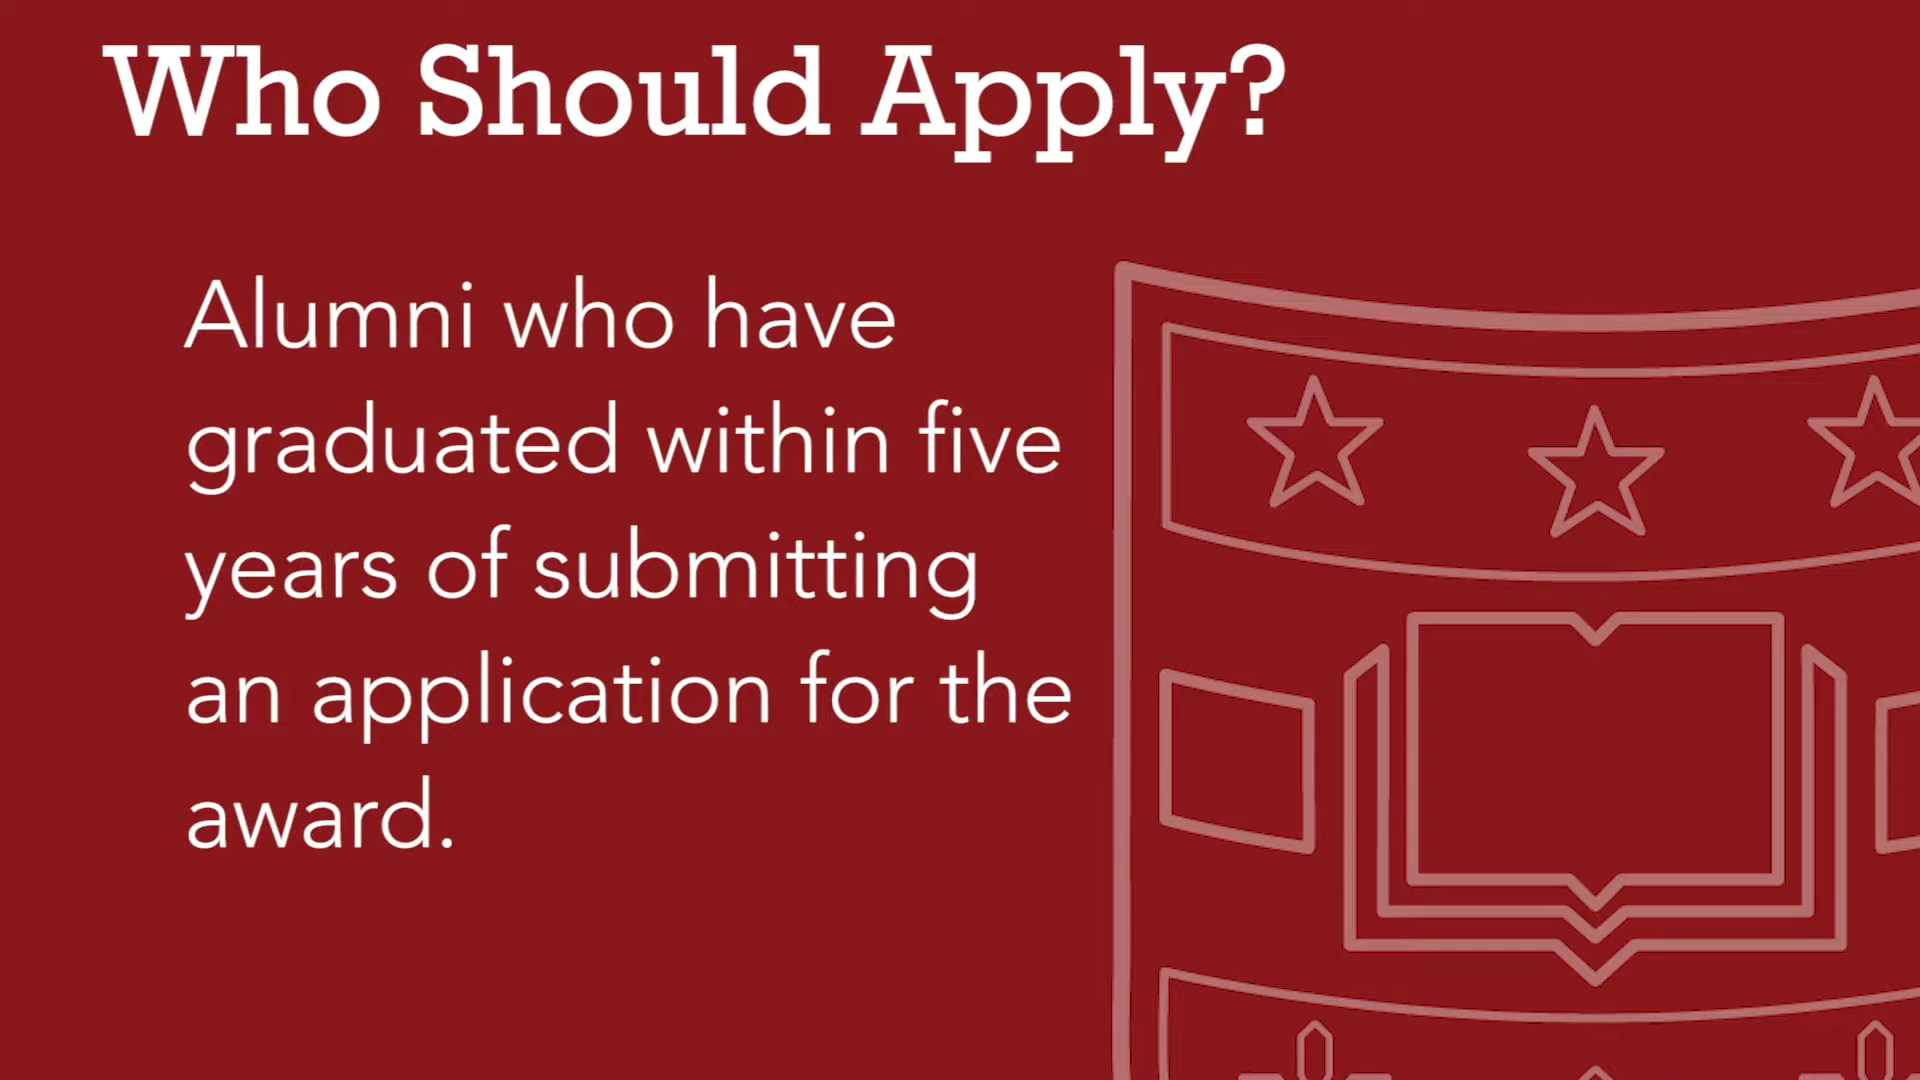 Who Should Apply?
Alumni who have
graduated within five
years of submitting
an application for the
award.